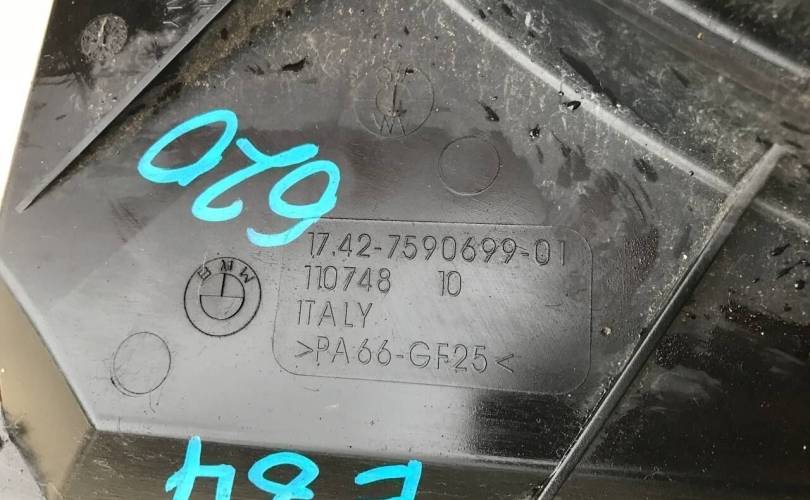 620
17.42-7590699-01
110748 10
ITALY
>PA66-GF25<
BMW
E84